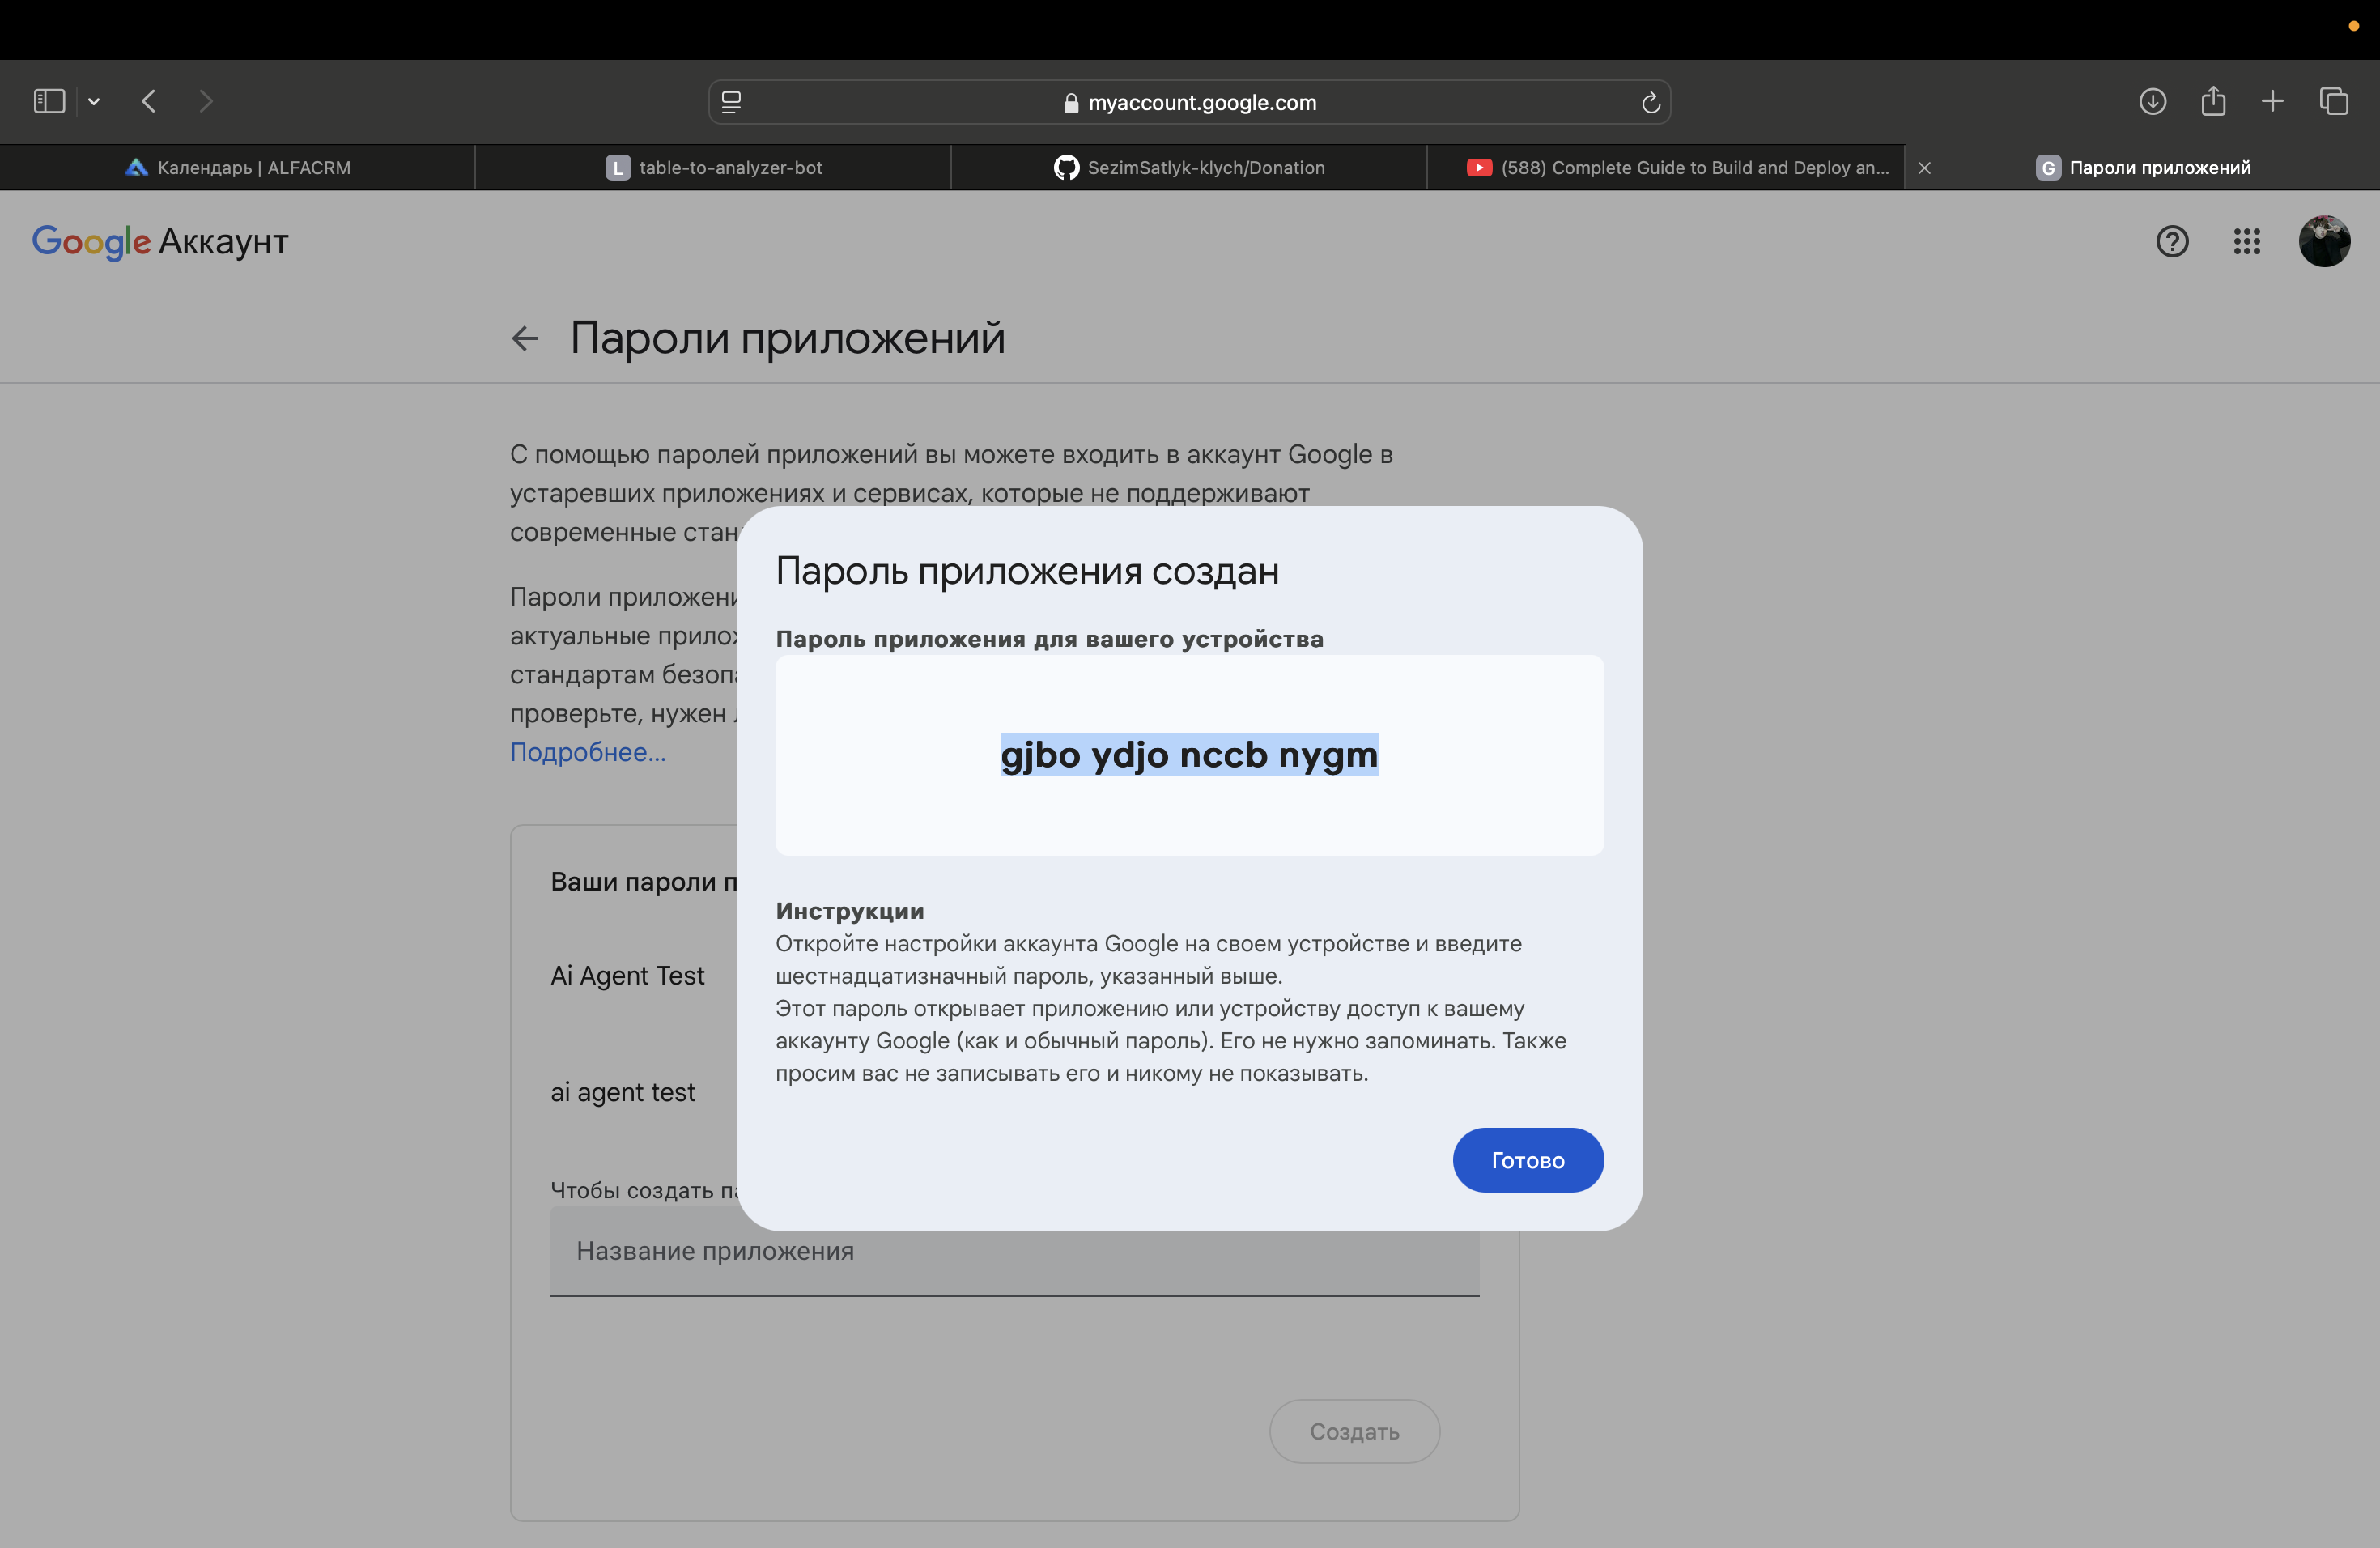 myaccount.google.com
Календарь | ALFACRM
L table-to-analyzer-bot
SezimSatlyk-klych/Donation
(588) Complete Guide to Build and Deploy an...
G Пароли приложений
Google Аккаунт
Пароли приложений
С помощью паролей приложений вы можете входить в аккаунт Google в
устаревших приложениях и сервисах, которые не поддерживают
современные стан
Пароли приложени
актуальные прилож
стандартам безопа
проверьте, нужен л
Подробнее...
Ваши пароли п
Ai Agent Test
ai agent test
Чтобы создать па
Название приложения
Создать
Пароль приложения создан
Пароль приложения для вашего устройства
gjbo ydjo nccb nygm
Инструкции
Откройте настройки аккаунта Google на своем устройстве и введите
шестнадцатизначный пароль, указанный выше.
Этот пароль открывает приложению или устройству доступ к вашему
аккаунту Google (как и обычный пароль). Его не нужно запоминать. Также
просим вас не записывать его и никому не показывать.
Готово